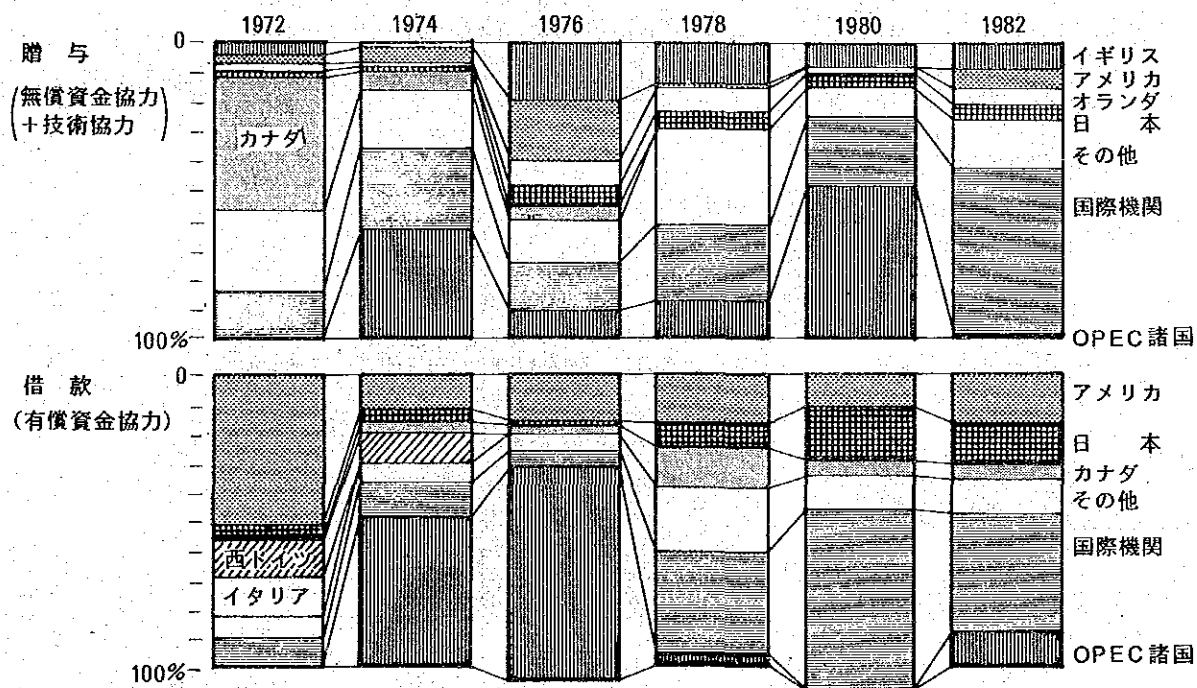 1972 1974 1976 1978 1980 1982
0
贈 与
(無償資金協力
+技術協力)
カナダ
100%
イギリス
アメリカ
オランダ
日 本
その他
国際機関
OPEC諸国
借 款
(有償資金協力)
0
西ドイツ
イタリア
100%
アメリカ
日 本
カナダ
その他
国際機関
OPEC諸国